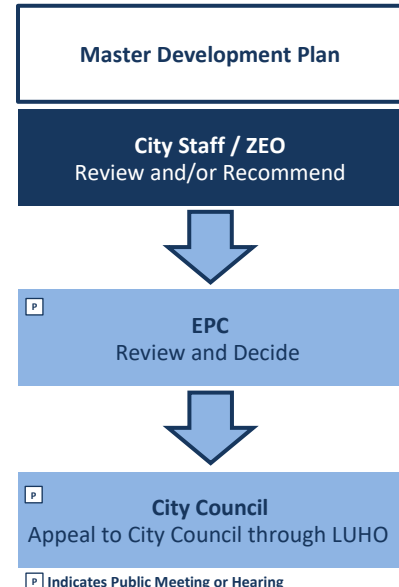 Master Development Plan
City Staff / ZEO
Review and/or Recommend
P
EPC
Review and Decide
P
City Council
Appeal to City Council through LUHO
P Indicates Public Meeting or Hearing